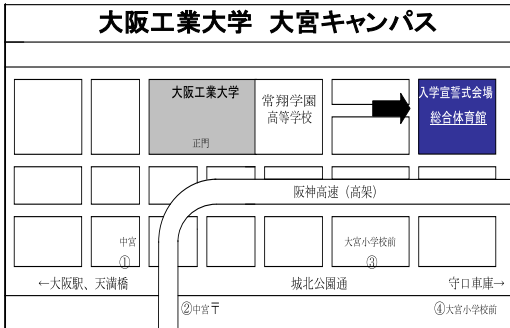 大阪工業大学 大宮キャンパス
大阪工業大学
正門
常翔学園
高等学校
入学宣誓式会場
総合体育館
阪神高速（高架）
中宮
①
大宮小学校前
③
←大阪駅、天満橋
城北公園通
守口車庫→
②中宮〒
④大宮小学校前